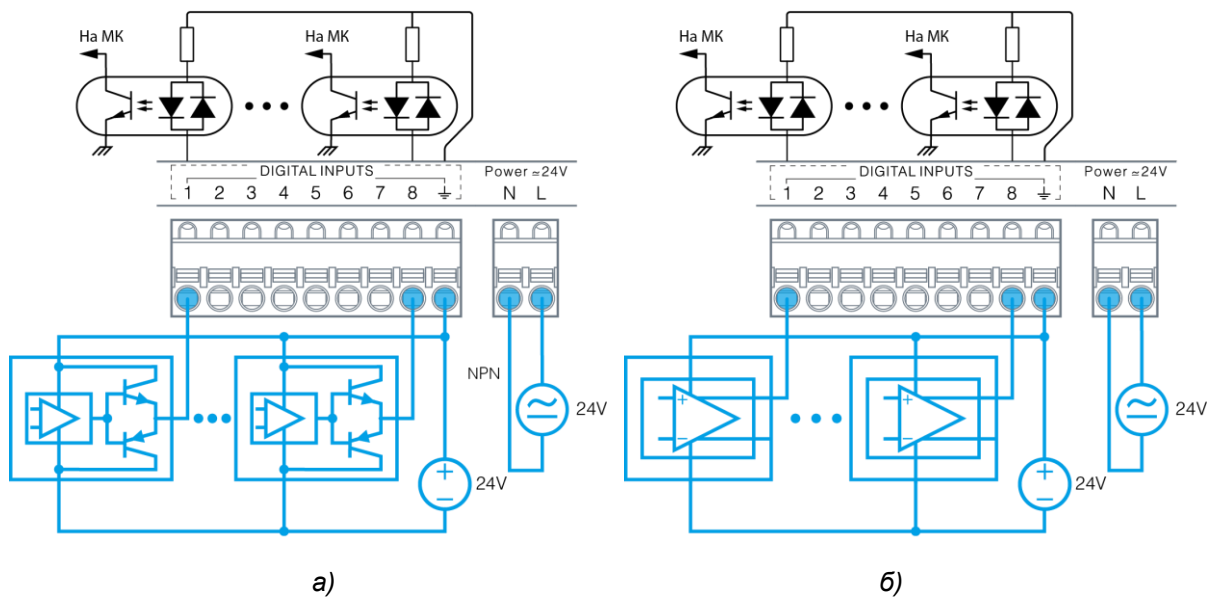 На МК На МК На МК На МК
DIGITAL INPUTS Power ≃24V DIGITAL INPUTS Power ≃24V
1 2 3 4 5 6 7 8 ⏚ N L 1 2 3 4 5 6 7 8 ⏚ N L
NPN
24V 24V
+ − + −
24V 24V
+ − + −
а) б)